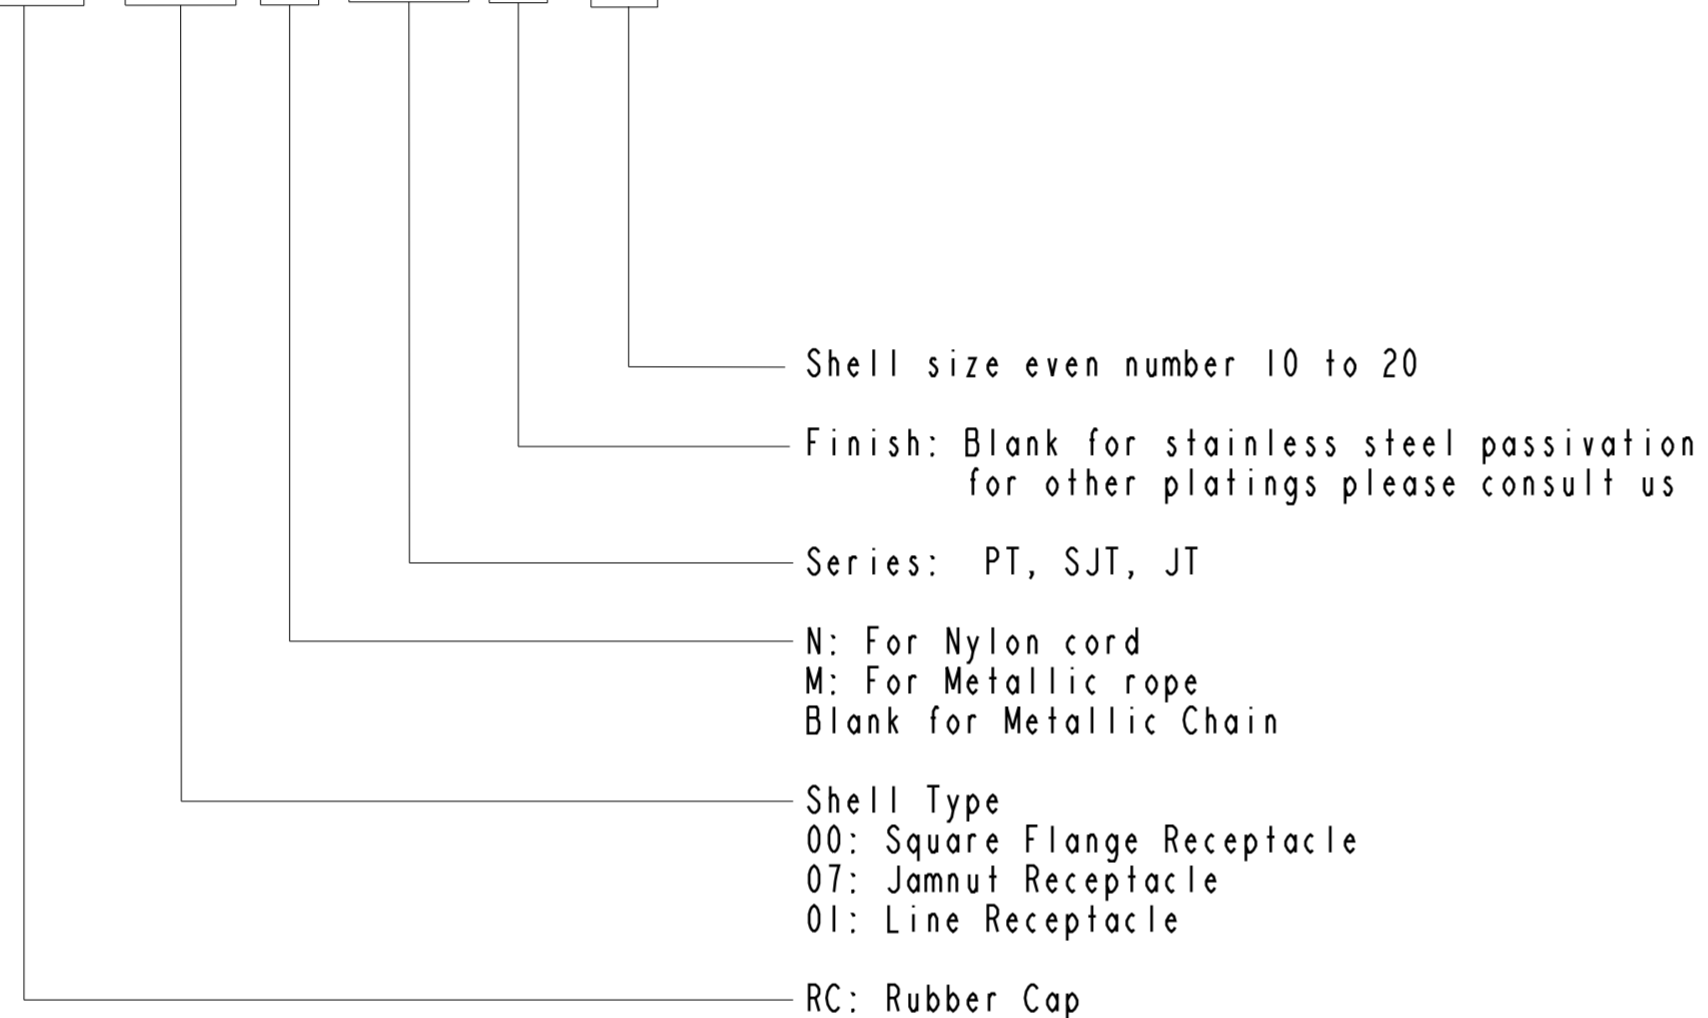 Shell size even number 10 to 20
Finish: Blank for stainless steel passivation
for other platings please consult us
Series: PT, SJT, JT
N: For Nylon cord
M: For Metallic rope
Blank for Metallic Chain
Shell Type
00: Square Flange Receptacle
07: Jamnut Receptacle
01: Line Receptacle
RC: Rubber Cap